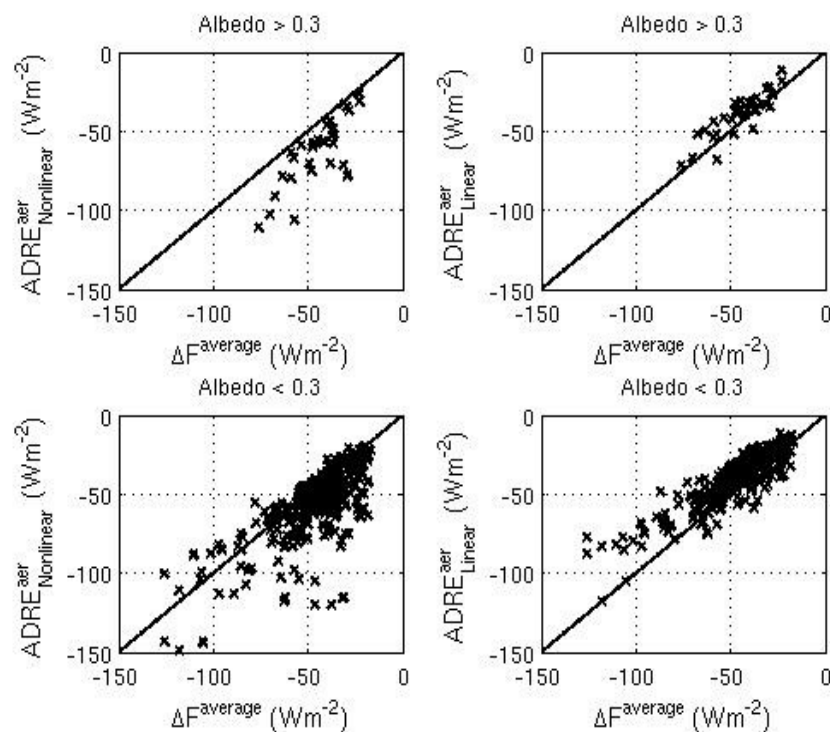 Albedo > 0.3
ADRE^aer_Nonlinear (Wm^-2)
0
-50
-100
-150
-150 -100 -50 0
ΔF^average (Wm^-2)
Albedo > 0.3
ADRE^aer_Linear (Wm^-2)
0
-50
-100
-150
-150 -100 -50 0
ΔF^average (Wm^-2)
Albedo < 0.3
ADRE^aer_Nonlinear (Wm^-2)
0
-50
-100
-150
-150 -100 -50 0
ΔF^average (Wm^-2)
Albedo < 0.3
ADRE^aer_Linear (Wm^-2)
0
-50
-100
-150
-150 -100 -50 0
ΔF^average (Wm^-2)